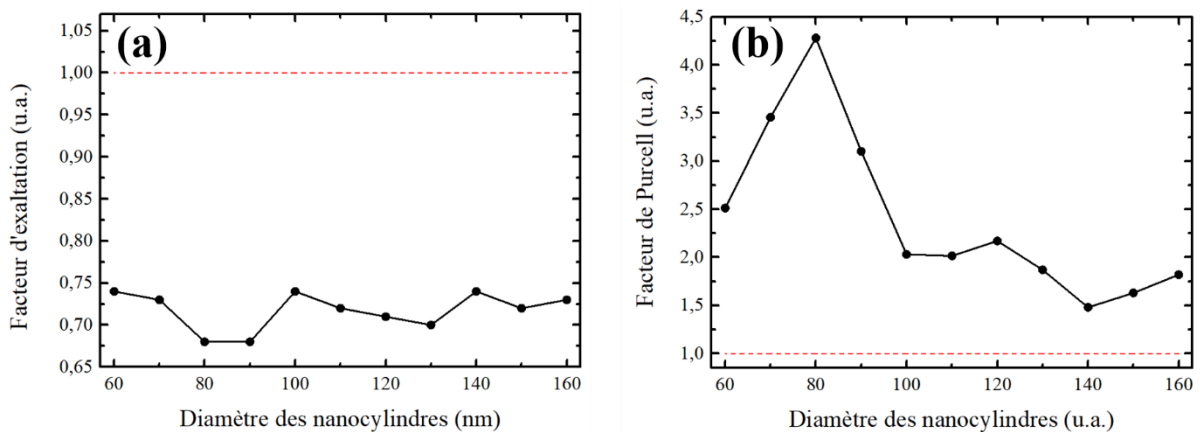 (a)
Facteur d'exaltation (u.a.)
1,05
1,00
0,95
0,90
0,85
0,80
0,75
0,70
0,65
60 80 100 120 140 160
Diamètre des nanocylindres (nm)
(b)
Facteur de Purcell (u.a.)
4,5
4,0
3,5
3,0
2,5
2,0
1,5
1,0
60 80 100 120 140 160
Diamètre des nanocylindres (u.a.)